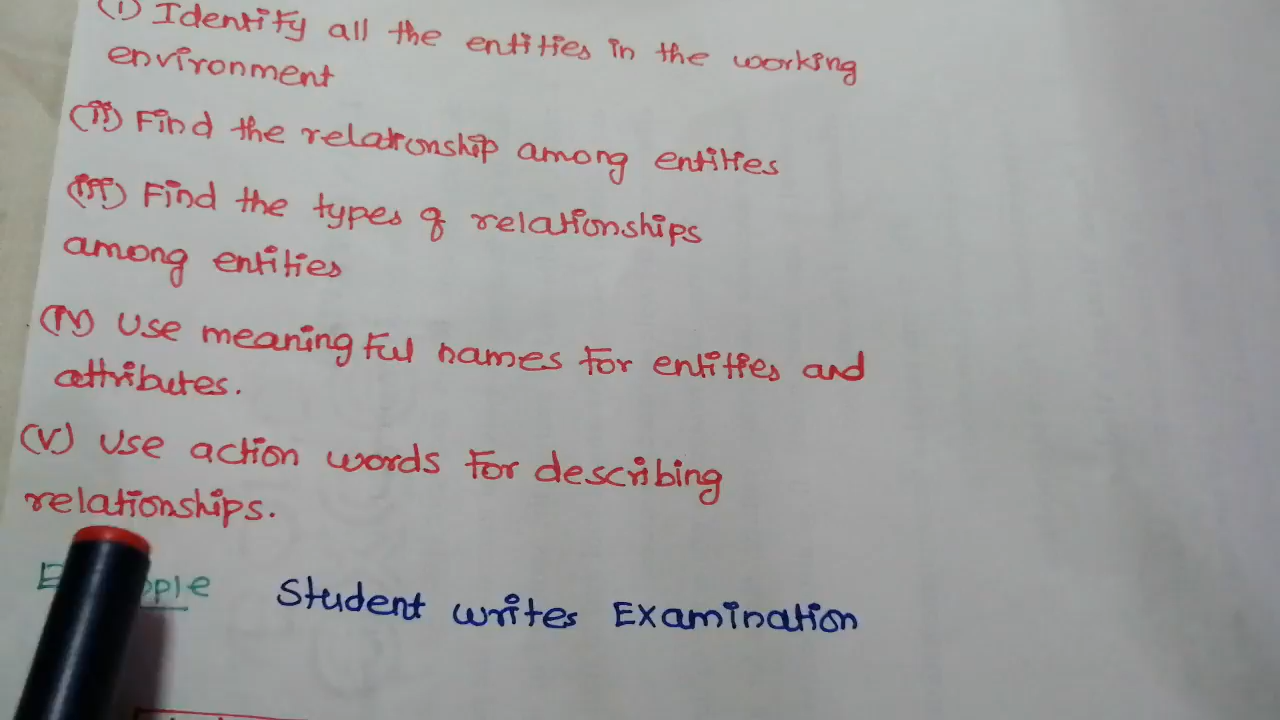 (i) Identify all the entities in the working
environment
(ii) Find the relationship among entities
(iii) Find the types of relationships
among entities
(iv) Use meaningful names for entities and
attributes.
(v) Use action words for describing
relationships.
Student writes Examination